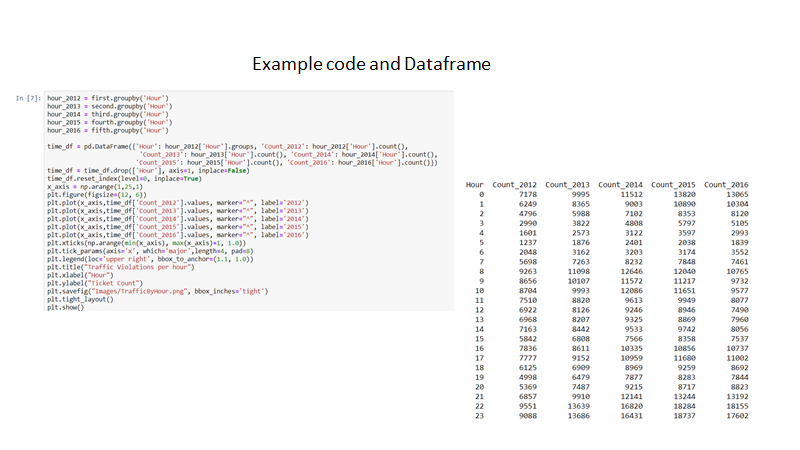 Example code and Dataframe
In [7]: hour_2012 = first.groupby('Hour')
hour_2013 = second.groupby('Hour')
hour_2014 = third.groupby('Hour')
hour_2015 = fourth.groupby('Hour')
hour_2016 = fifth.groupby('Hour')
time_df = pd.DataFrame({'Hour': hour_2012['Hour'].groups, 'Count_2012': hour_2012['Hour'].count(),
'Count_2013': hour_2013['Hour'].count(), 'Count_2014': hour_2014['Hour'].count(),
'Count_2015': hour_2015['Hour'].count(), 'Count_2016': hour_2016['Hour'].count()})
time_df = time_df.drop(['Hour'], axis=1, inplace=False)
time_df.reset_index(level=0, inplace=True)
x_axis = np.arange(1,25,1)
plt.figure(figsize=(12, 6))
plt.plot(x_axis,time_df['Count_2012'].values, marker="^", label='2012')
plt.plot(x_axis,time_df['Count_2013'].values, marker="^", label='2013')
plt.plot(x_axis,time_df['Count_2014'].values, marker="^", label='2014')
plt.plot(x_axis,time_df['Count_2015'].values, marker="^", label='2015')
plt.plot(x_axis,time_df['Count_2016'].values, marker="^", label='2016')
plt.xticks(np.arange(min(x_axis), max(x_axis)+1, 1.0))
plt.tick_params(axis='x', which='major',length=4, pad=8)
plt.legend(loc='upper right', bbox_to_anchor=(1.1, 1.0))
plt.title("Traffic Violations per hour")
plt.xlabel("Hour")
plt.ylabel("Ticket Count")
plt.savefig("Images/TrafficByHour.png", bbox_inches='tight')
plt.tight_layout()
plt.show()
Hour Count_2012 Count_2013 Count_2014 Count_2015 Count_2016
0 7178 9995 11512 13820 13065
1 6249 8365 9003 10890 10304
2 4796 5988 7102 8353 8120
3 2990 3822 4808 5797 5105
4 1601 2573 3122 3597 2993
5 1237 1876 2401 2038 1839
6 2048 3162 3203 3174 3552
7 5698 7263 8232 7848 7461
8 9263 11098 12646 12040 10765
9 8656 10107 11572 11217 9732
10 8704 9993 12086 11651 9577
11 7510 8820 9613 9949 8077
12 6922 8126 9246 8946 7490
13 6968 8207 9325 8869 7960
14 7163 8442 9533 9742 8056
15 5842 6808 7566 8358 7537
16 7836 8611 10335 10856 10737
17 7777 9152 10959 11680 11002
18 6125 6909 8969 9259 8692
19 4998 6479 7877 8283 7844
20 5369 7487 9215 8717 8823
21 6857 9910 12141 13244 13192
22 9551 13639 16820 18284 18155
23 9088 13686 16431 18737 17602